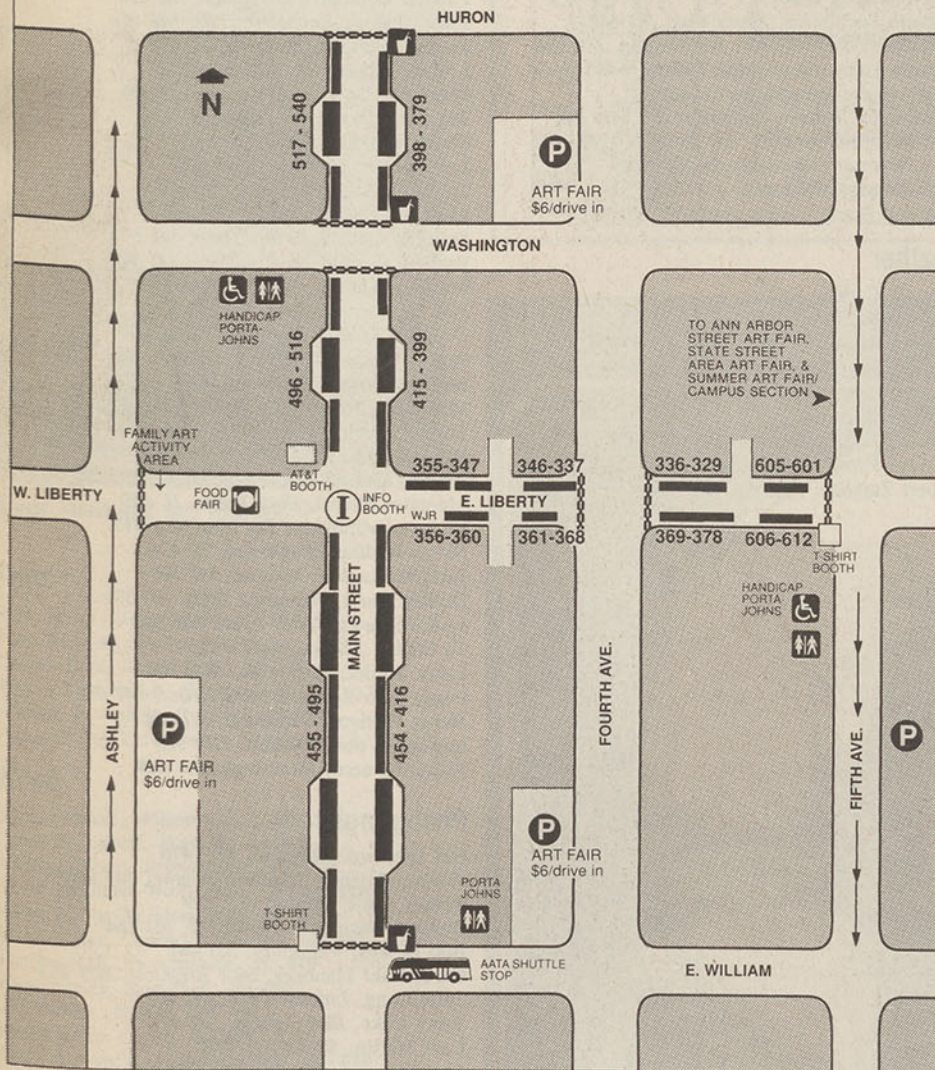 HURON
N
517 - 540
398 - 379
P
ART FAIR
$6/drive in
WASHINGTON
HANDICAP
PORTA-
JOHNS
496 - 516
415 - 399
TO ANN ARBOR
STREET ART FAIR,
STATE STREET
AREA ART FAIR, &
SUMMER ART FAIR/
CAMPUS SECTION
FAMILY ART
ACTIVITY
AREA
AT&T
BOOTH
355-347
346-337
336-329
605-601
W. LIBERTY
FOOD
FAIR
I
INFO
BOOTH
WJR
E. LIBERTY
356-360
361-368
369-378
606-612
T-SHIRT
BOOTH
HANDICAP
PORTA
JOHNS
MAIN STREET
455 - 495
454 - 416
FOURTH AVE.
ASHLEY
P
ART FAIR
$6/drive in
FIFTH AVE.
P
P
ART FAIR
$6/drive in
PORTA
JOHNS
T-SHIRT
BOOTH
AATA SHUTTLE
STOP
E. WILLIAM